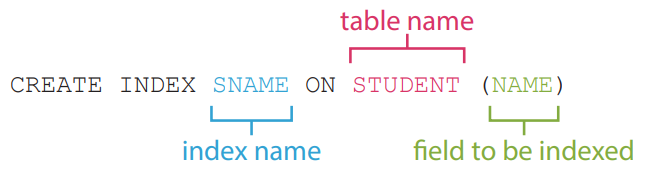 table name
CREATE INDEX SNAME ON STUDENT (NAME)
index name
field to be indexed